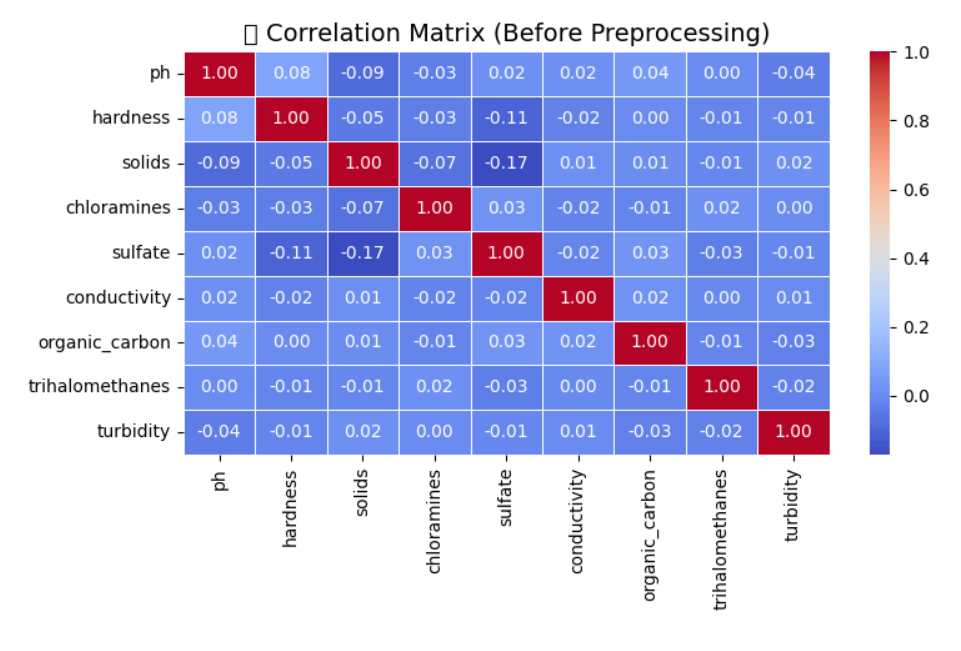 ▯ Correlation Matrix (Before Preprocessing)
ph 1.00 0.08 -0.09 -0.03 0.02 0.02 0.04 0.00 -0.04
hardness 0.08 1.00 -0.05 -0.03 -0.11 -0.02 0.00 -0.01 -0.01
solids -0.09 -0.05 1.00 -0.07 -0.17 0.01 0.01 -0.01 0.02
chloramines -0.03 -0.03 -0.07 1.00 0.03 -0.02 -0.01 0.02 0.00
sulfate 0.02 -0.11 -0.17 0.03 1.00 -0.02 0.03 -0.03 -0.01
conductivity 0.02 -0.02 0.01 -0.02 -0.02 1.00 0.02 0.00 0.01
organic_carbon 0.04 0.00 0.01 -0.01 0.03 0.02 1.00 -0.01 -0.03
trihalomethanes 0.00 -0.01 -0.01 0.02 -0.03 0.00 -0.01 1.00 -0.02
turbidity -0.04 -0.01 0.02 0.00 -0.01 0.01 -0.03 -0.02 1.00
ph hardness solids chloramines sulfate conductivity organic_carbon trihalomethanes turbidity
1.0
0.8
0.6
0.4
0.2
0.0